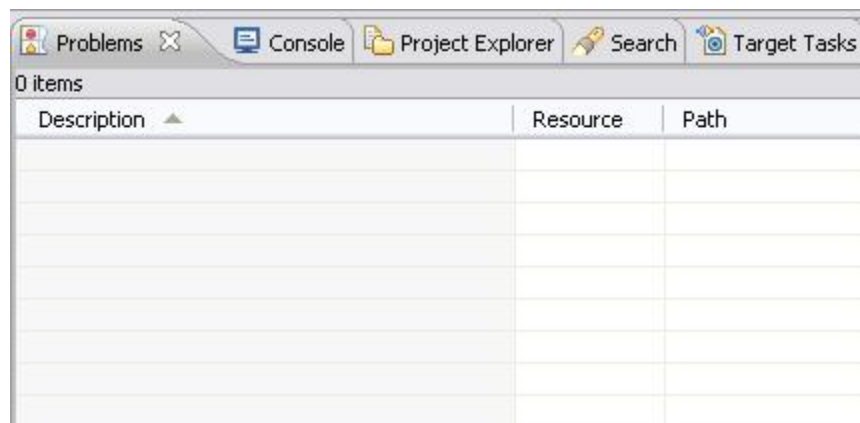 Problems Console Project Explorer Search Target Tasks
0 items
Description Resource Path